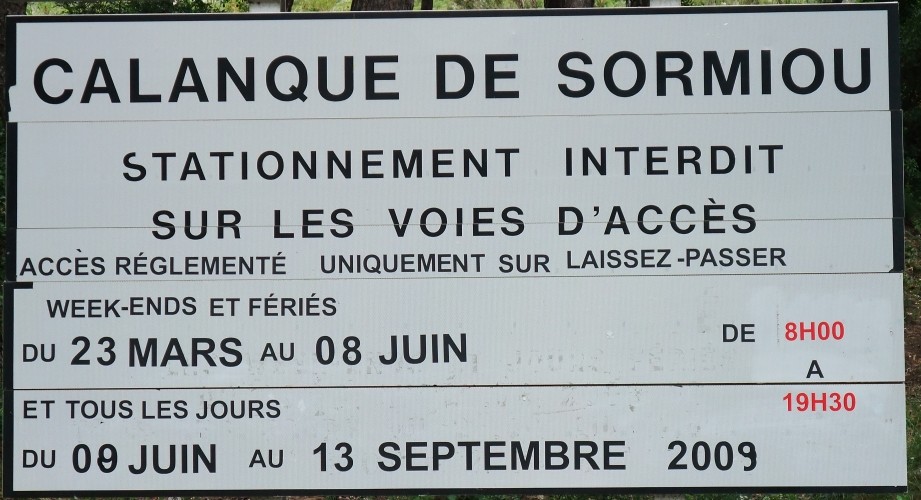 CALANQUE DE SORMIOU
STATIONNEMENT INTERDIT
SUR LES VOIES D'ACCÈS
ACCÈS RÉGLEMENTÉ UNIQUEMENT SUR LAISSEZ-PASSER
WEEK-ENDS ET FÉRIÉS
DU 23 MARS AU 08 JUIN DE 8H00
A
ET TOUS LES JOURS 19H30
DU 09 JUIN AU 13 SEPTEMBRE 2009